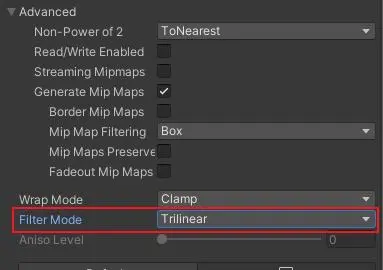 Advanced
Non-Power of 2 ToNearest
Read/Write Enabled
Streaming Mipmaps
Generate Mip Maps
Border Mip Maps
Mip Map Filtering Box
Mip Maps Preserve
Fadeout Mip Maps
Wrap Mode Clamp
Filter Mode Trilinear
Aniso Level 0